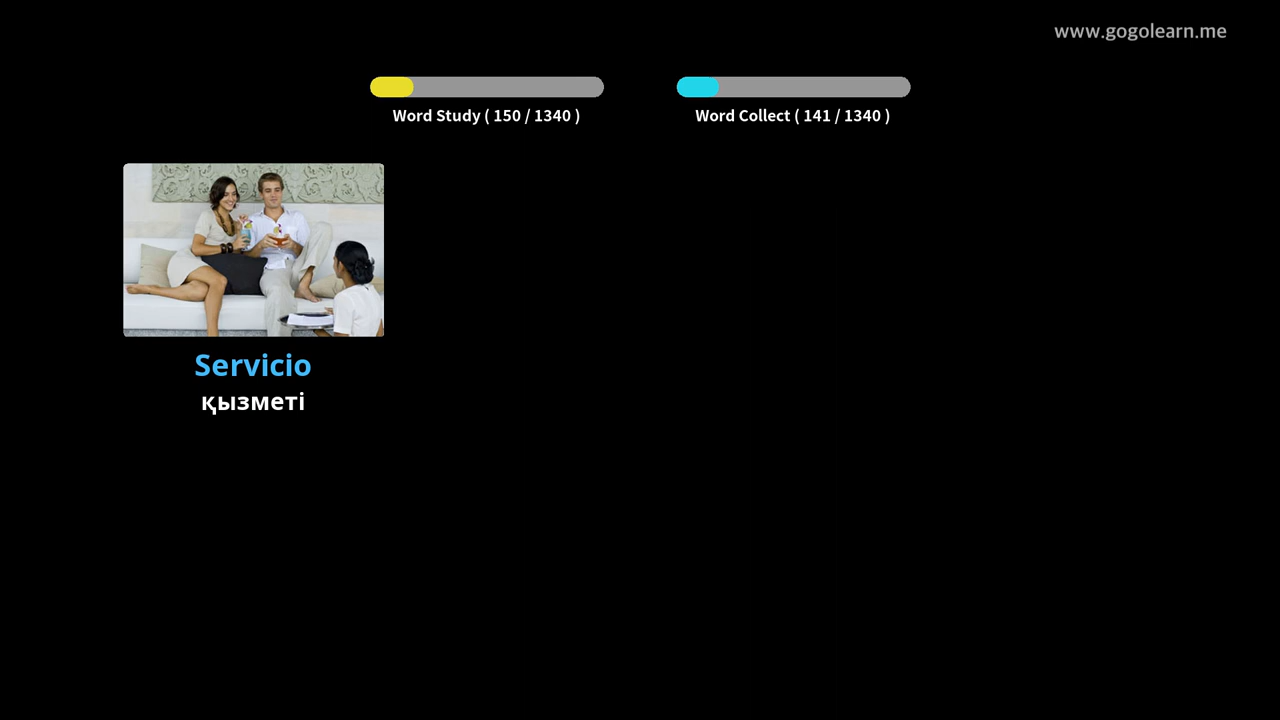 www.gogolearn.me
Word Study ( 150 / 1340 )
Word Collect ( 141 / 1340 )
Servicio
қызметі